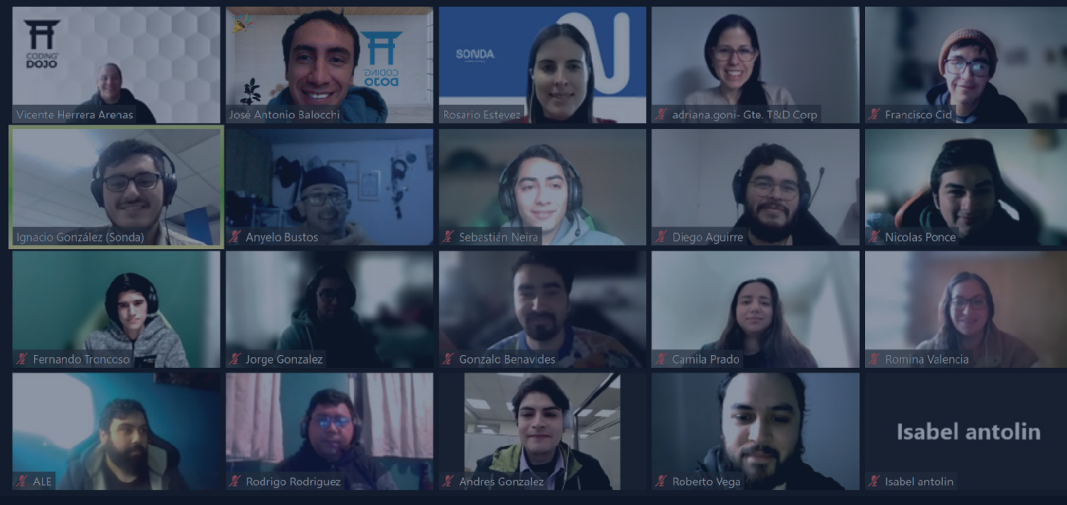 CODING
DOJO
Vicente Herrera Arenas
CODING
DOJO
José Antonio Balocchi
SONDA
Rosario Estevez
adriana.goni- Gte. T&D Corp
Francisco Cid
Ignacio González (Sonda)
Anyelo Bustos
Sebastián Neira
Diego Aguirre
Nicolas Ponce
Fernando Troncoso
Jorge Gonzalez
Gonzalo Benavides
Camila Prado
Romina Valencia
ALE
Rodrigo Rodriguez
Andres Gonzalez
Roberto Vega
Isabel antolin
Isabel antolin